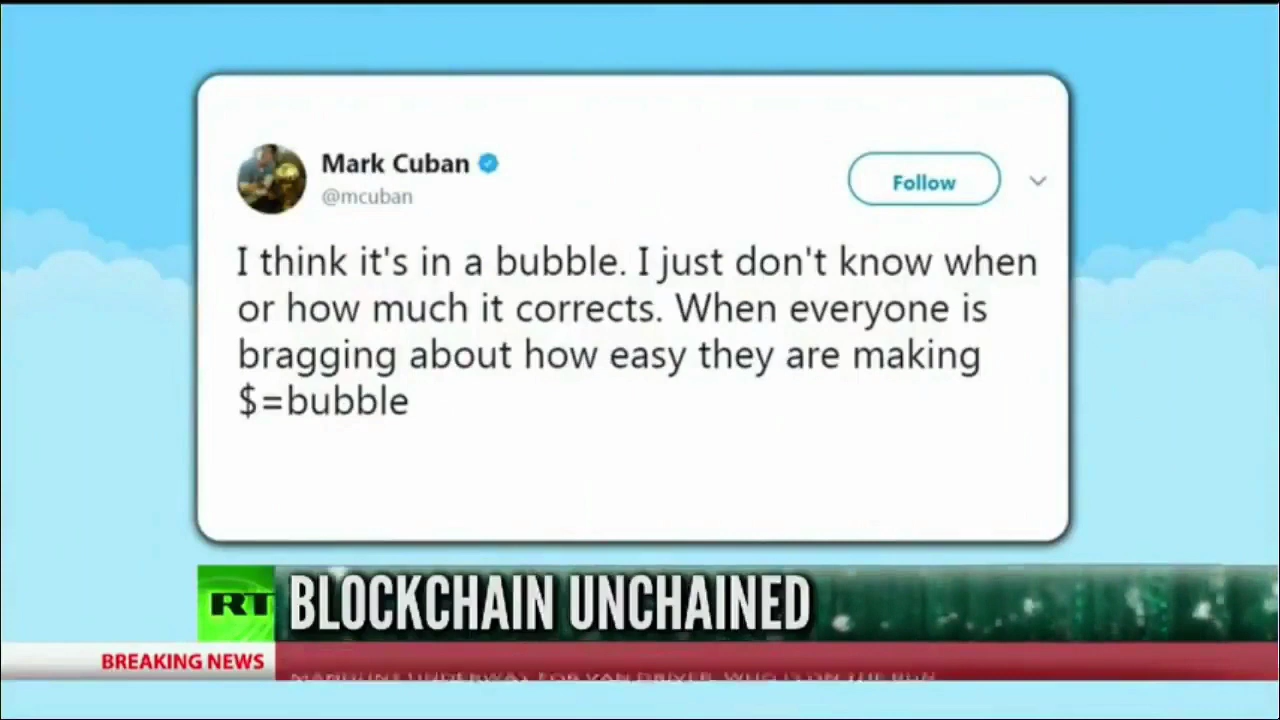 Mark Cuban
@mcuban
Follow
I think it's in a bubble. I just don't know when
or how much it corrects. When everyone is
bragging about how easy they are making
$=bubble
RT
BLOCKCHAIN UNCHAINED
BREAKING NEWS